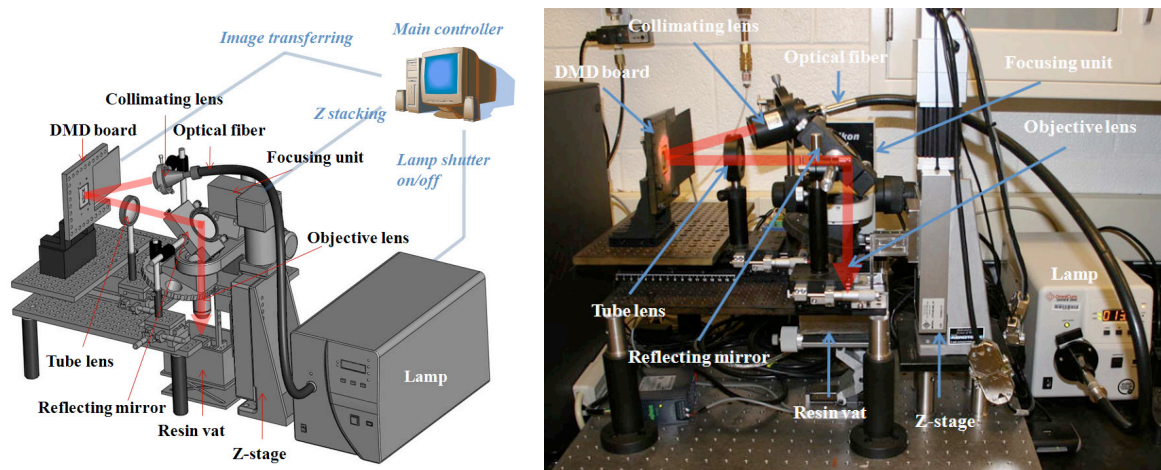 Image transferring
Main controller
Collimating lens
DMD board
Optical fiber
Z stacking
Focusing unit
Lamp shutter
on/off
Objective lens
Tube lens
Lamp
Reflecting mirror
Resin vat
Z-stage
Collimating lens
Optical fiber
DMD board
Focusing unit
Objective lens
Lamp
Tube lens
Reflecting mirror
Resin vat
Z-stage